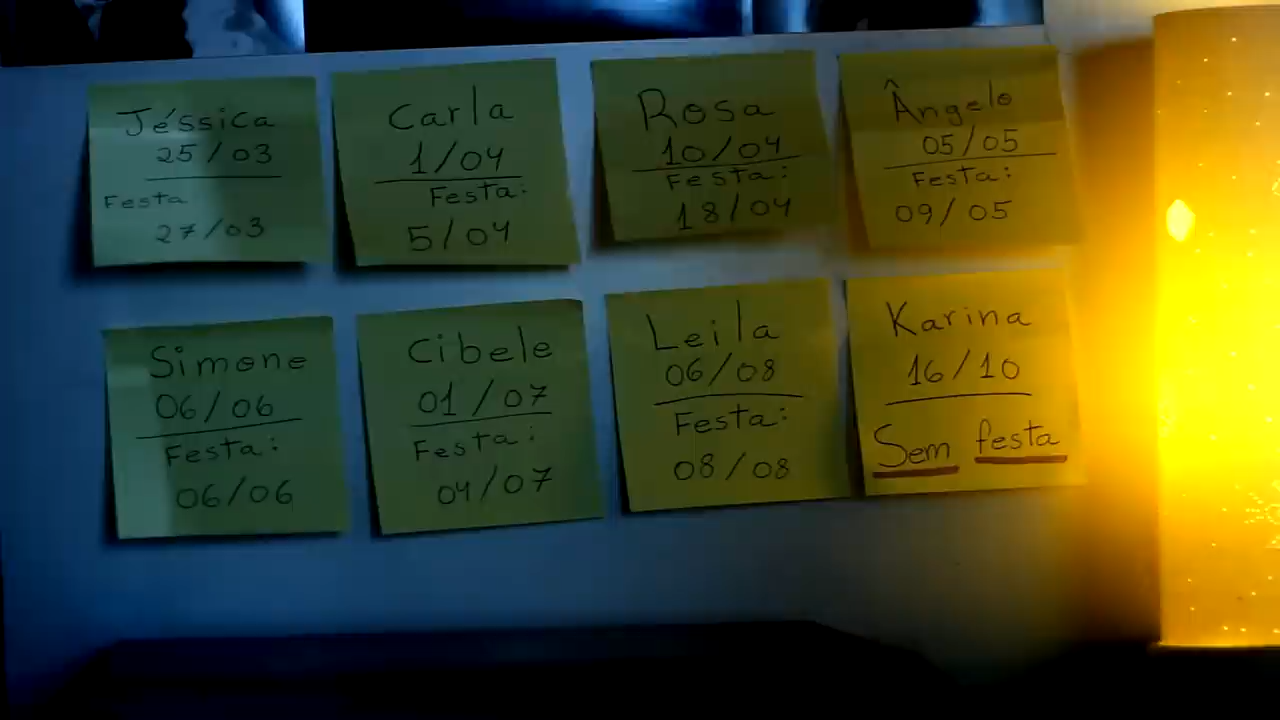 Jéssica
25/03
Festa
27/03
Carla
1/04
Festa:
5/04
Rosa
10/04
Festa:
18/04
Ângelo
05/05
Festa:
09/05
Simone
06/06
Festa:
06/06
Cibele
01/07
Festa:
04/07
Leila
06/08
Festa:
08/08
Karina
16/10
Sem festa